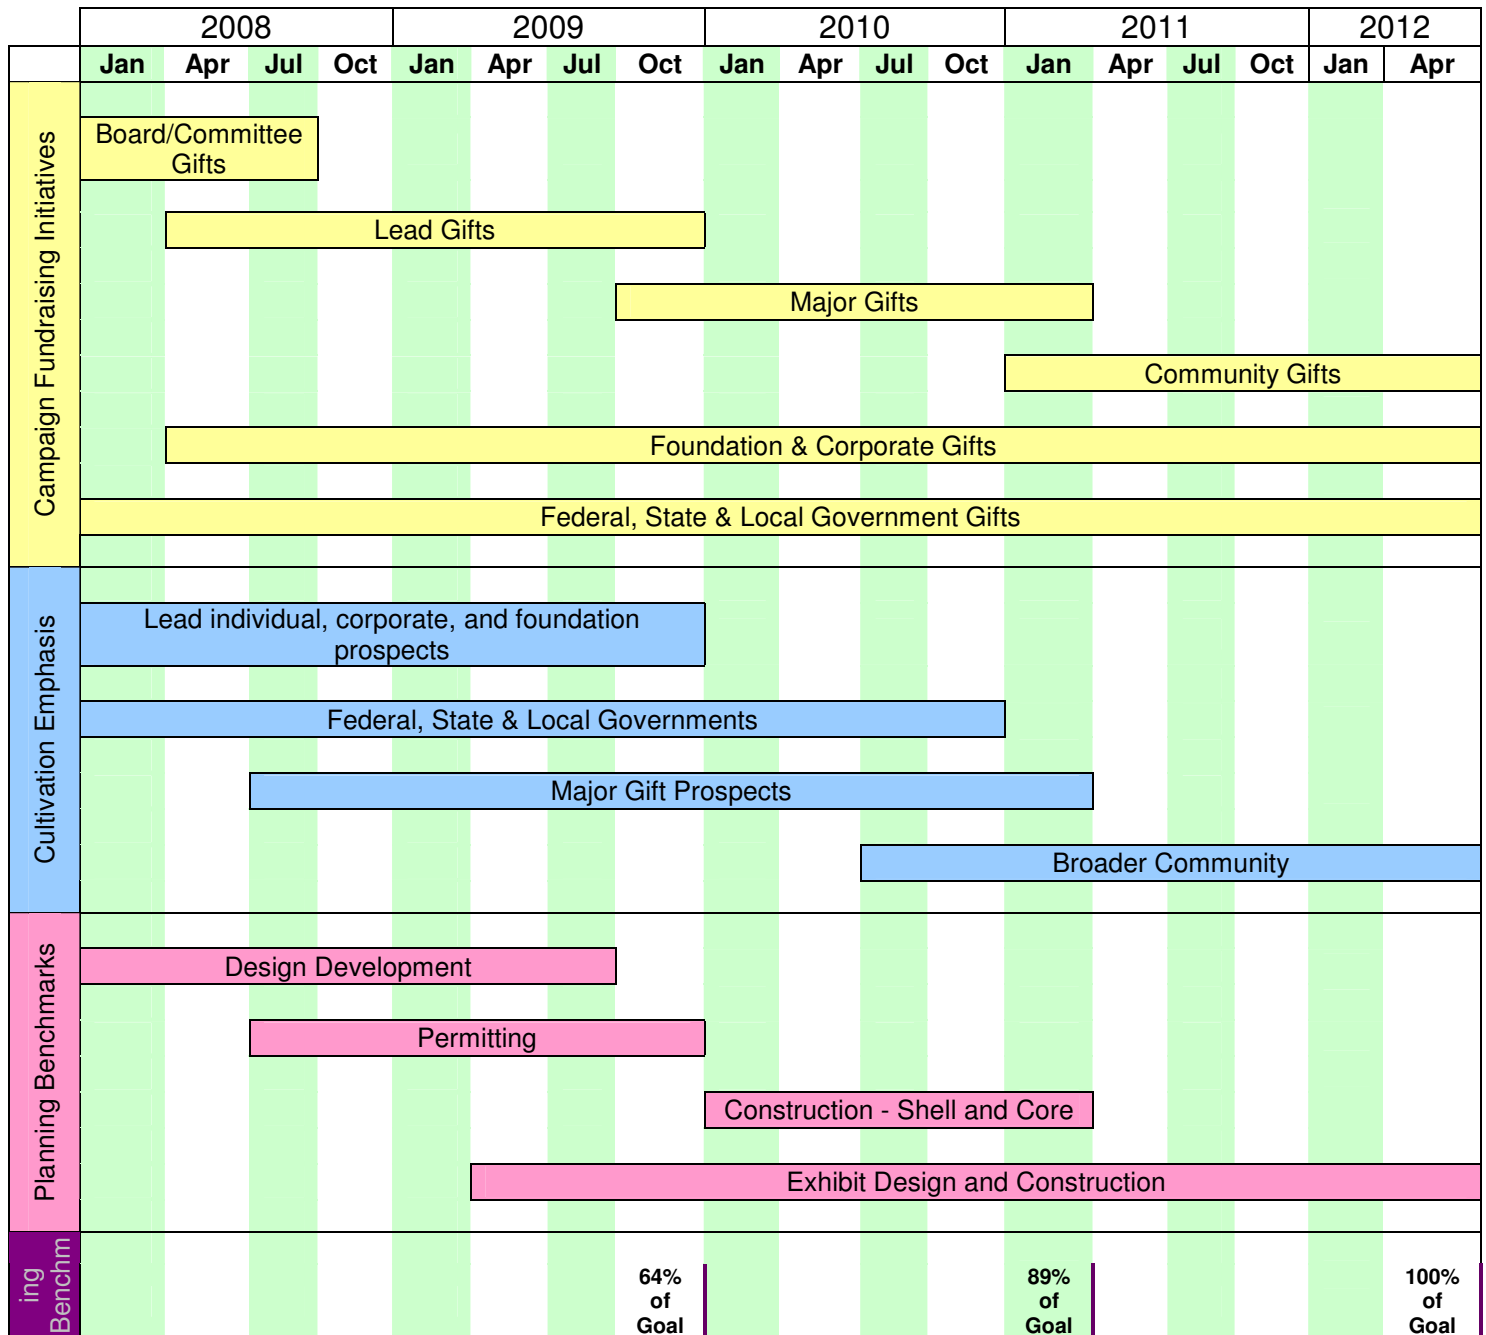 2008 2009 2010 2011 2012
Jan Apr Jul Oct Jan Apr Jul Oct Jan Apr Jul Oct Jan Apr Jul Oct Jan Apr
Campaign Fundraising Initiatives
Board/Committee
Gifts
Lead Gifts
Major Gifts
Community Gifts
Foundation & Corporate Gifts
Federal, State & Local Government Gifts
Cultivation Emphasis
Lead individual, corporate, and foundation
prospects
Federal, State & Local Governments
Major Gift Prospects
Broader Community
Planning Benchmarks
Design Development
Permitting
Construction - Shell and Core
Exhibit Design and Construction
ing
Benchm
64%
of
Goal
89%
of
Goal
100%
of
Goal